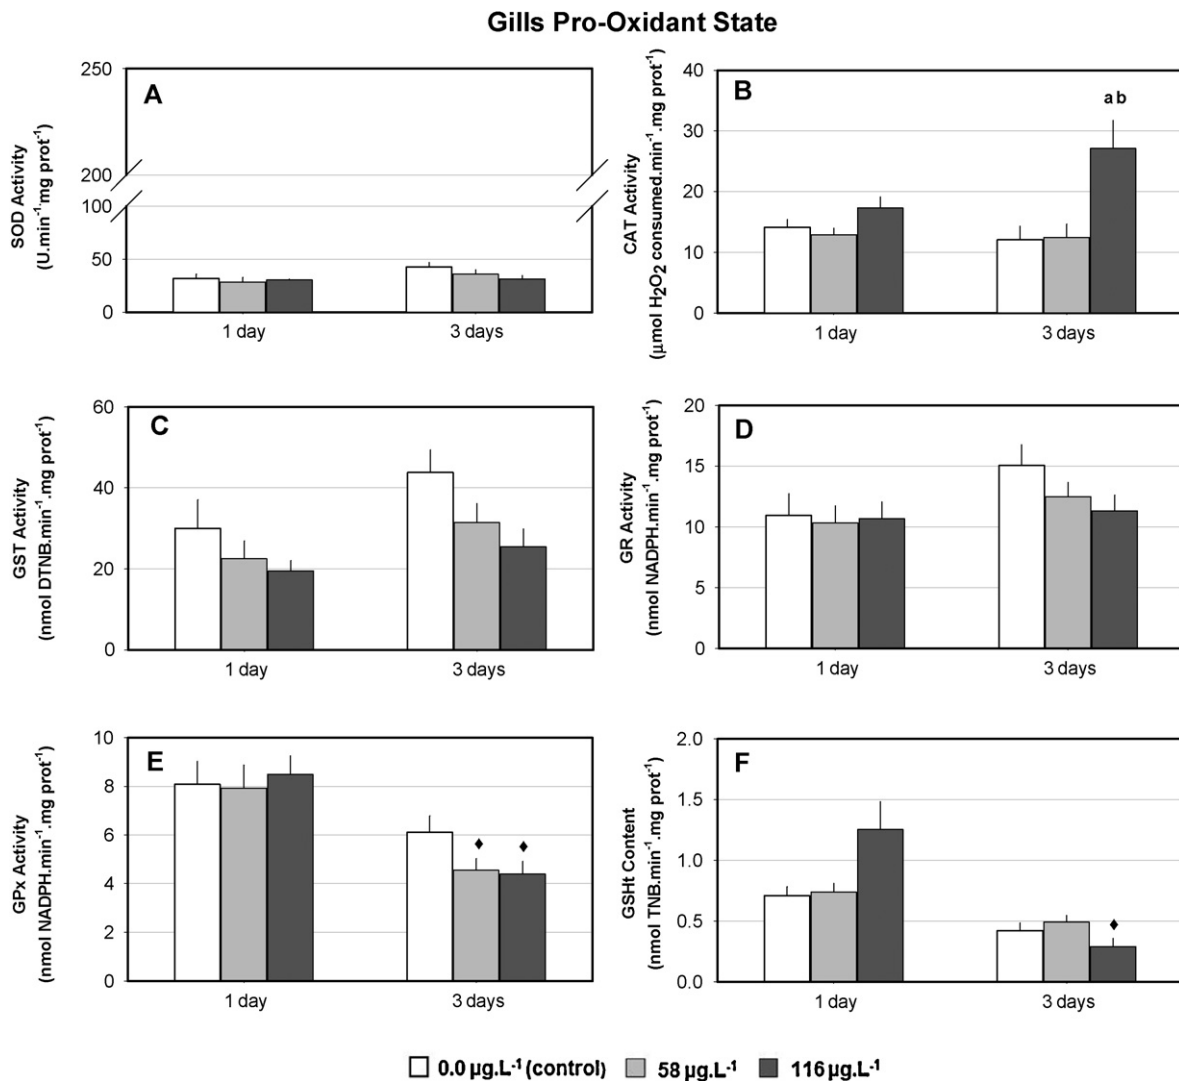 Gills Pro-Oxidant State
A
SOD Activity
(U.min⁻¹·mg prot⁻¹)
250
200
100
50
0
1 day
3 days
B
a b
CAT Activity
(µmol H₂O₂ consumed.min⁻¹.mg prot⁻¹)
40
30
20
10
0
1 day
3 days
C
GST Activity
(nmol DTNB.min⁻¹.mg prot⁻¹)
60
40
20
0
1 day
3 days
D
GR Activity
(nmol NADPH.min⁻¹.mg prot⁻¹)
20
15
10
5
0
1 day
3 days
E
GPx Activity
(nmol NADPH.min⁻¹.mg prot⁻¹)
10
8
6
4
2
0
♦ ♦
1 day
3 days
F
GSHt Content
(nmol TNB.min⁻¹.mg prot⁻¹)
2.0
1.5
1.0
0.5
0.0
♦
1 day
3 days
0.0 µg.L⁻¹ (control) 58 µg.L⁻¹ 116 µg.L⁻¹